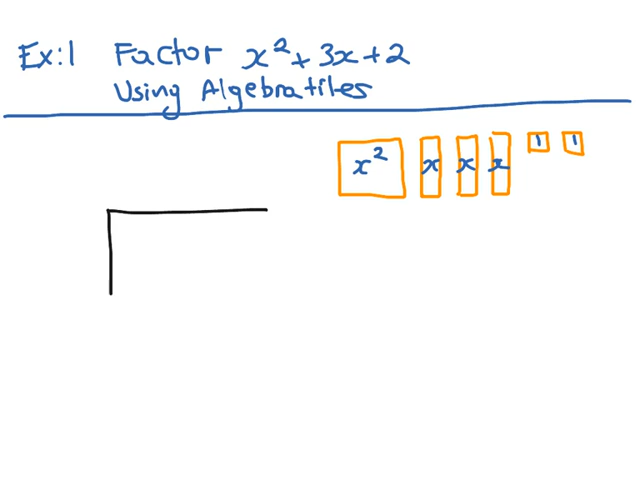 Ex:1 Factor x²+3x+2
Using Algebratiles
x² x x x 1 1